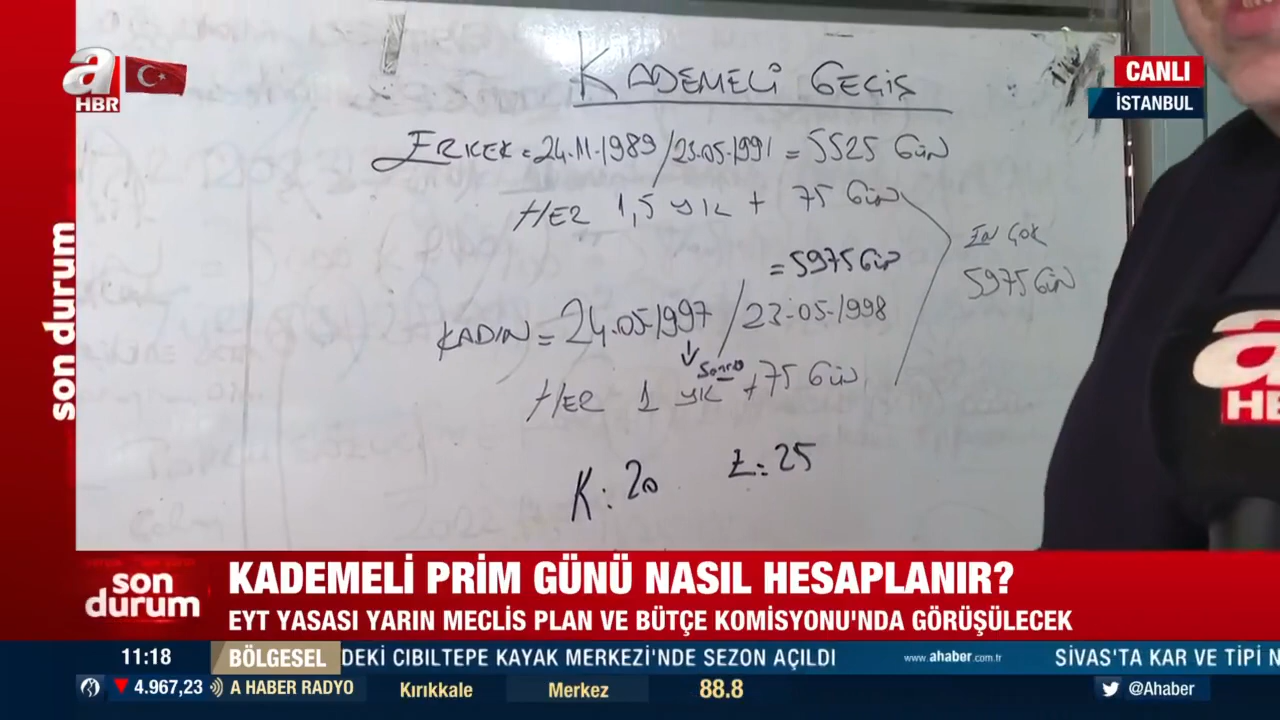 KADEMELİ GEÇİŞ
ERKEK = 24.11.1989 / 23.05.1991 = 5525 GÜN
HER 1,5 YIL + 75 GÜN
= 5975 GÜN
EN ÇOK
5975 GÜN
KADIN = 24.05.1997 / 23.05.1998
Sonra
HER 1 YIL + 75 GÜN
K: 20 E: 25
a
HBR
CANLI
İSTANBUL
son durum
a
HE
son
durum
KADEMELİ PRİM GÜNÜ NASIL HESAPLANIR?
EYT YASASI YARIN MECLİS PLAN VE BÜTÇE KOMİSYONU'NDA GÖRÜŞÜLECEK
11:18 BÖLGESEL DEKİ CIBILTEPE KAYAK MERKEZİ'NDE SEZON AÇILDI www.ahaber.com.tr SİVAS'TA KAR VE TİPİ N
4.967,23 A HABER RADYO Kırıkkale Merkez 88.8 @Ahaber